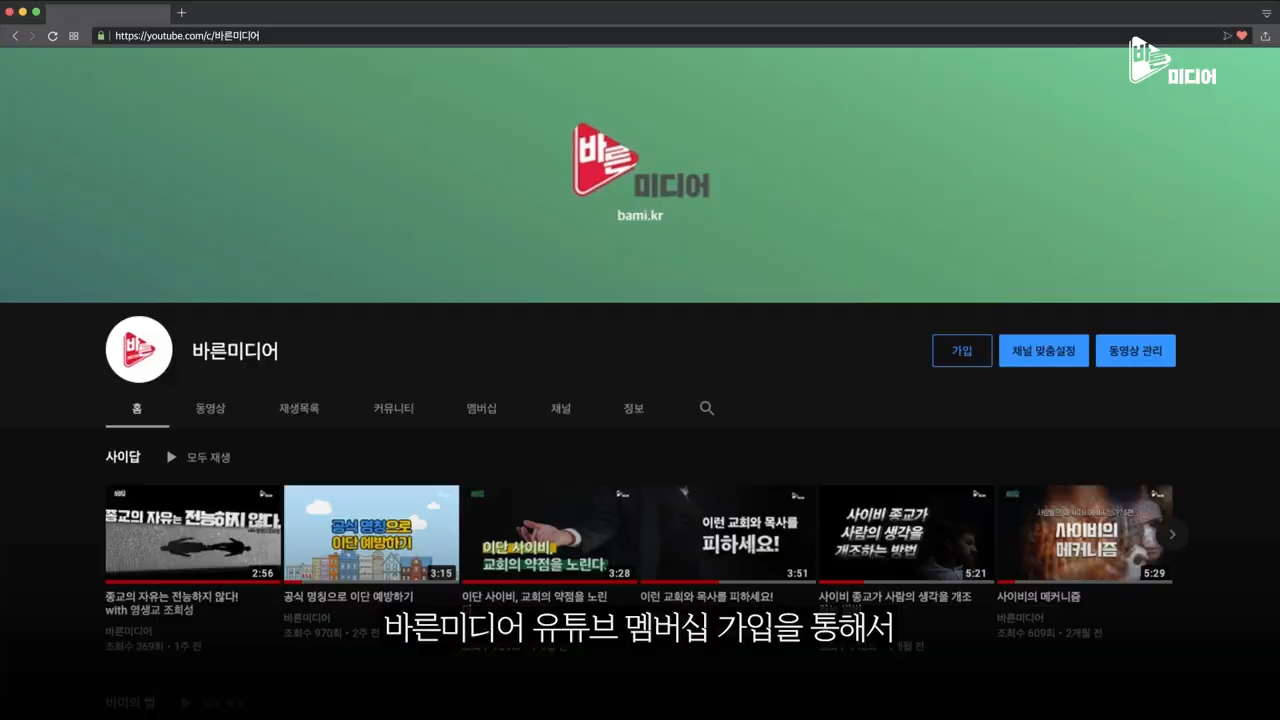 https://youtube.com/c/바른미디어
바른
미디어
바른
미디어
bami.kr
바른
바른미디어
가입
채널 맞춤설정
동영상 관리
홈
동영상
재생목록
커뮤니티
멤버십
채널
정보
사이답
모두 재생
종교의 자유는 전능하지 않다.
2:56
공식 명칭으로
이단 예방하기
3:15
이단 사이비,
교회의 약점을 노린다.
3:28
이런 교회와 목사를
피하세요!
3:51
사이비 종교가
사람의 생각을
개조하는 방법
5:21
사이비의
메커니즘
5:29
종교의 자유는 전능하지 않다!
with 영생교 조희성
바른미디어
조회수 369회 • 1주 전
공식 명칭으로 이단 예방하기
바른미디어
조회수 970회 • 2주 전
이단 사이비, 교회의 약점을 노린
이런 교회와 목사를 피하세요!
사이비 종교가 사람의 생각을 개조
사이비의 메커니즘
바른미디어
조회수 609회 • 2개월 전
바른미디어 유튜브 멤버십 가입을 통해서
바미의 썰